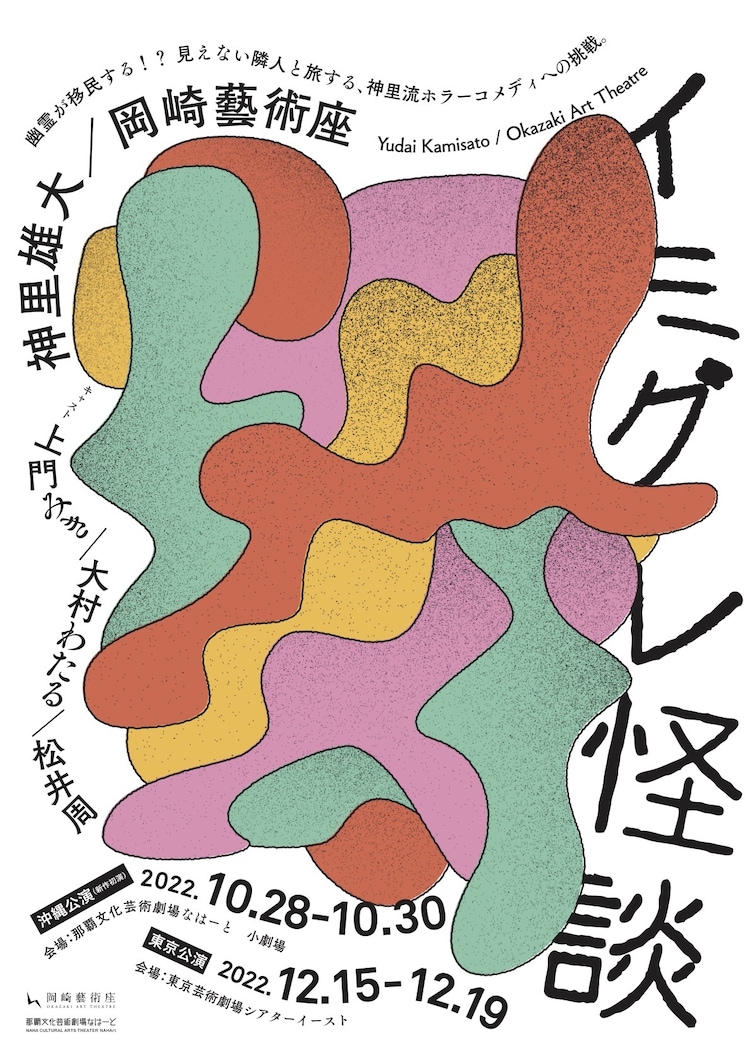 幽霊が移民する!? 見えない隣人と旅する、神里流ホラーコメディへの挑戦。
神里雄大/岡崎藝術座
Yudai Kamisato / Okazaki Art Theatre
イミグレ怪談
キャスト
上門みき/大村わたる/松井周
沖縄公演(新作初演) 2022. 10.28-10.30
会場:那覇文化芸術劇場なはーと 小劇場
東京公演 2022. 12.15-12.19
会場:東京芸術劇場シアターイースト
岡崎藝術座
OKAZAKI ART THEATRE
那覇文化芸術劇場なはーと
NAHA CULTURAL ARTS THEATER NAHArt